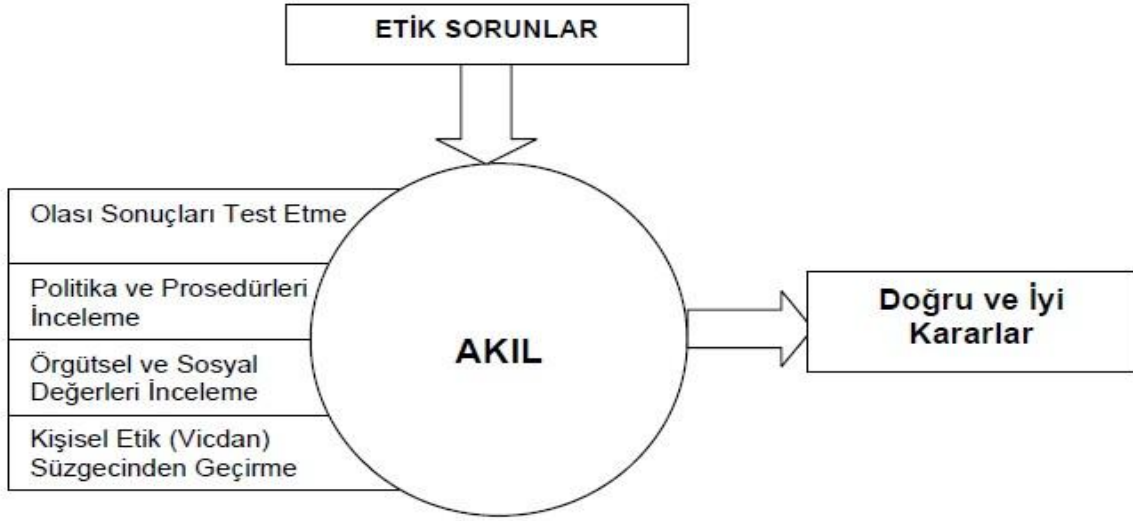 ETİK SORUNLAR
Olası Sonuçları Test Etme
Politika ve Prosedürleri
İnceleme
Örgütsel ve Sosyal
Değerleri İnceleme
Kişisel Etik (Vicdan)
Süzgecinden Geçirme
AKIL
Doğru ve İyi
Kararlar